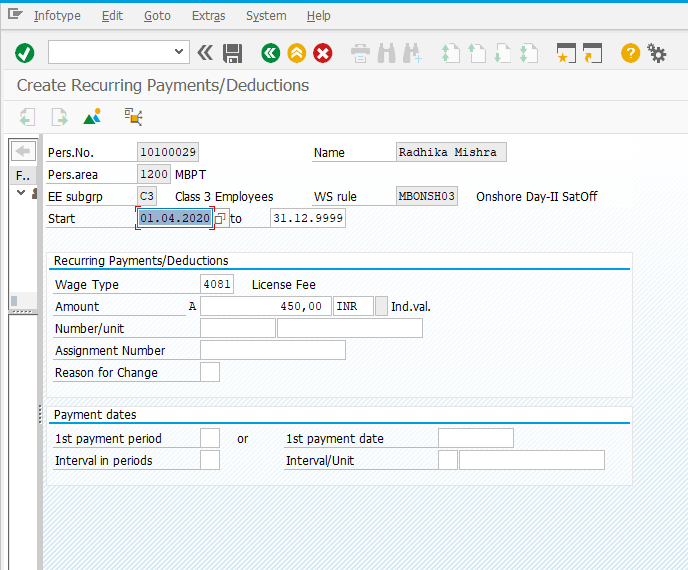 Infotype Edit Goto Extras System Help
Create Recurring Payments/Deductions
F..
Pers.No. 10100029 Name Radhika Mishra
Pers.area 1200 MBPT
EE subgrp C3 Class 3 Employees WS rule MBONSH03 Onshore Day-II SatOff
Start 01.04.2020 to 31.12.9999
Recurring Payments/Deductions
Wage Type 4081 License Fee
Amount A 450,00 INR Ind.val.
Number/unit
Assignment Number
Reason for Change
Payment dates
1st payment period or 1st payment date
Interval in periods Interval/Unit